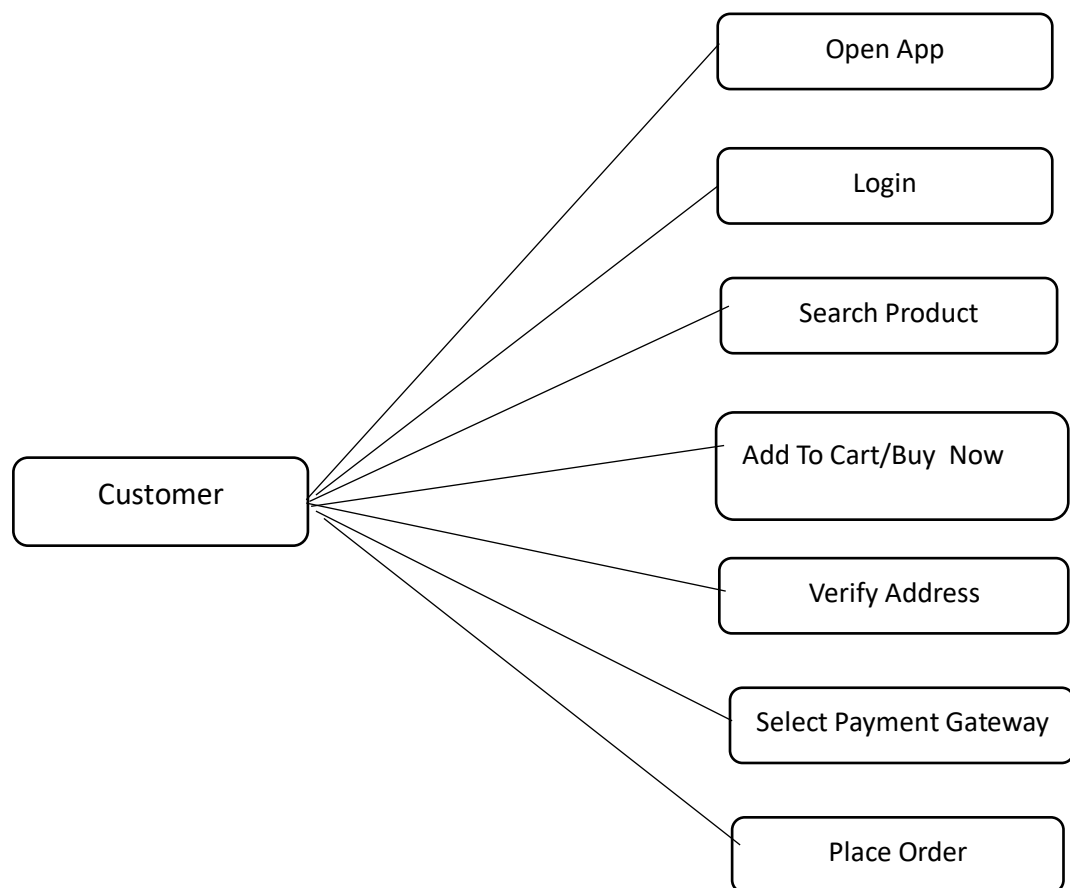 Open App
Login
Search Product
Add To Cart/Buy  Now
Customer
Verify Address
Select Payment Gateway
Place Order